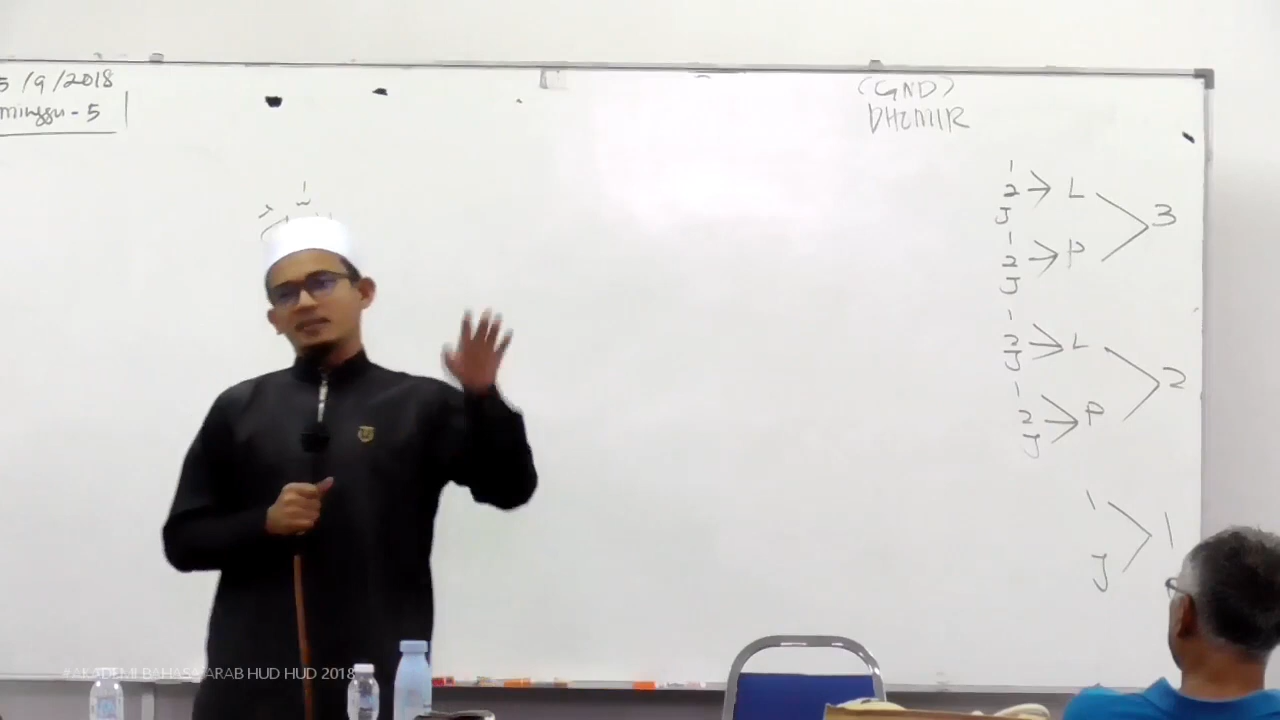 5/9/2018
minggu - 5
(GND)
DHZMIR
1
2 → L
J
3
1
2 → P
J
1
2 → L
J
2
1
2 → P
J
1
1
J
#AKADEMI BAHASA ARAB HUD HUD 2018